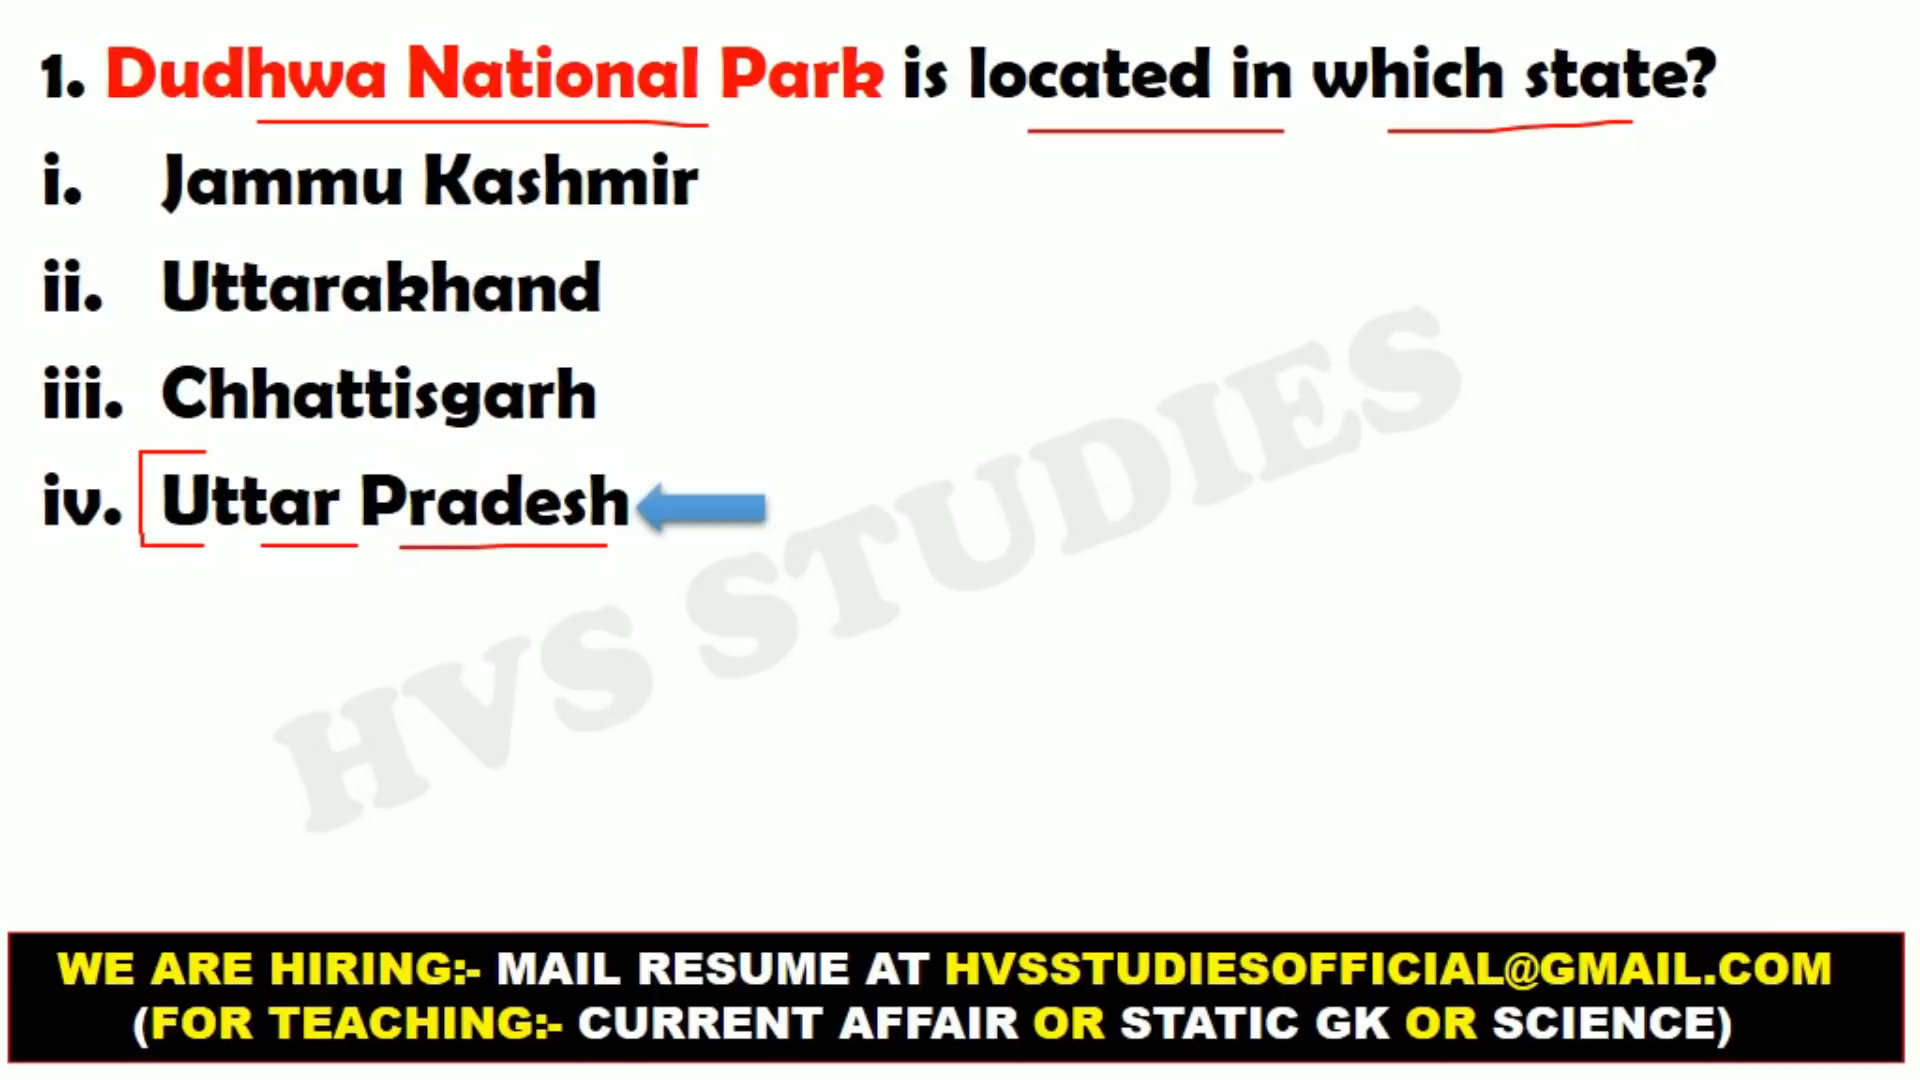 1. Dudhwa National Park is located in which state?
i. Jammu Kashmir
ii. Uttarakhand
iii. Chhattisgarh
iv. Uttar Pradesh
HVS STUDIES
WE ARE HIRING:- MAIL RESUME AT HVSSTUDIESOFFICIAL@GMAIL.COM
(FOR TEACHING:- CURRENT AFFAIR OR STATIC GK OR SCIENCE)